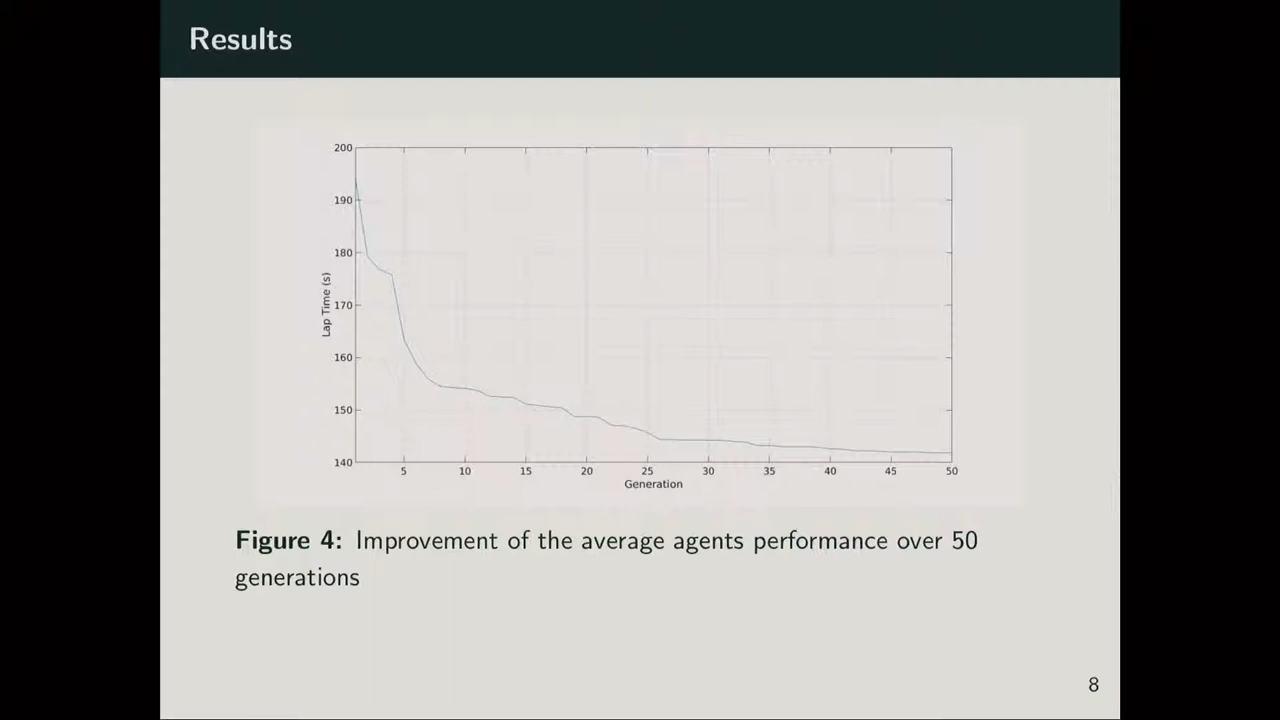 Results
200
190
180
170
160
150
140
Lap Time (s)
5 10 15 20 25 30 35 40 45 50
Generation
Figure 4: Improvement of the average agents performance over 50
generations
8